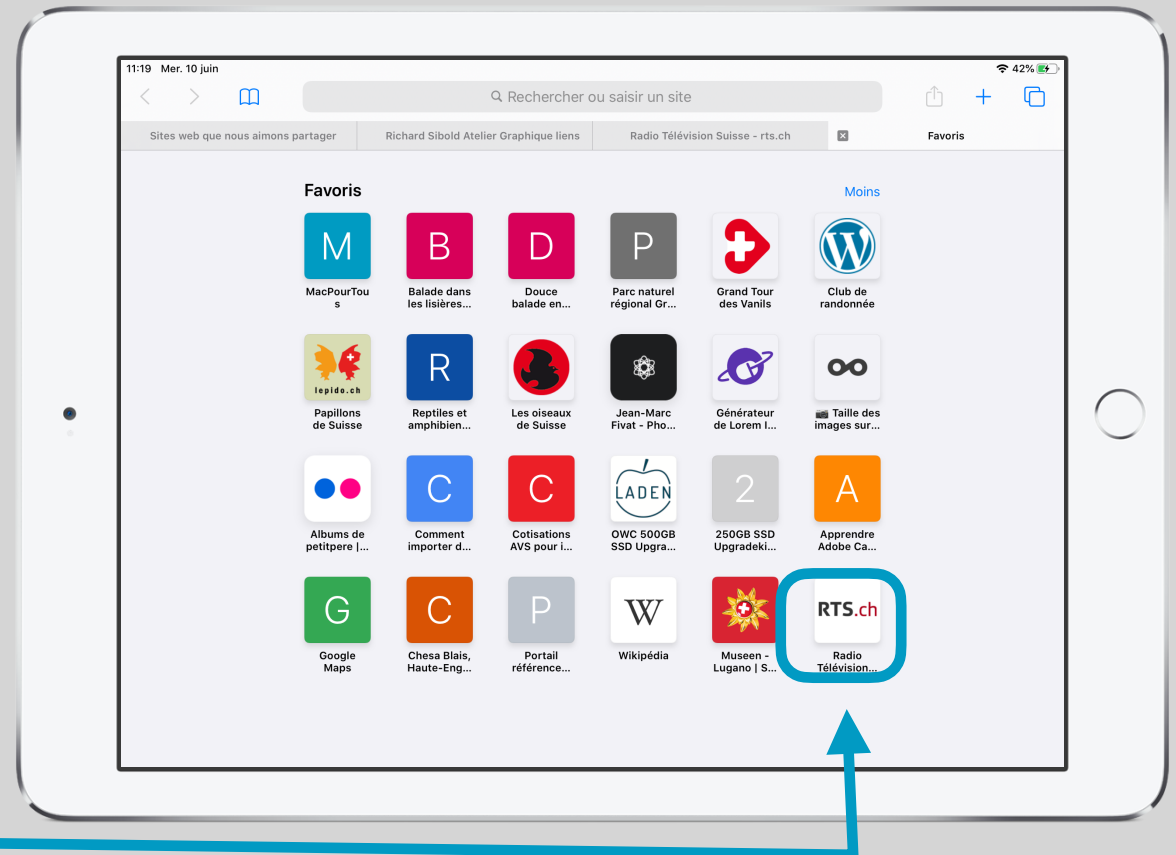 11:19 Mer. 10 juin
42%
Rechercher ou saisir un site
Sites web que nous aimons partager
Richard Sibold Atelier Graphique liens
Radio Télévision Suisse - rts.ch
Favoris
Favoris
Moins
M
B
D
P
W
MacPourTou
s
Balade dans
les lisières...
Douce
balade en...
Parc naturel
régional Gr...
Grand Tour
des Vanils
Club de
randonnée
lepido.ch
R
Papillons
de Suisse
Reptiles et
amphibien...
Les oiseaux
de Suisse
Jean-Marc
Fivat - Pho...
Générateur
de Lorem I...
Taille des
images sur...
C
C
LADEN
2
A
Albums de
petitpere |...
Comment
importer d...
Cotisations
AVS pour i...
OWC 500GB
SSD Upgra...
250GB SSD
Upgradeki...
Apprendre
Adobe Ca...
G
C
P
W
RTS.ch
Google
Maps
Chesa Blais,
Haute-Eng...
Portail
référence...
Wikipédia
Museen -
Lugano | S...
Radio
Télévision...